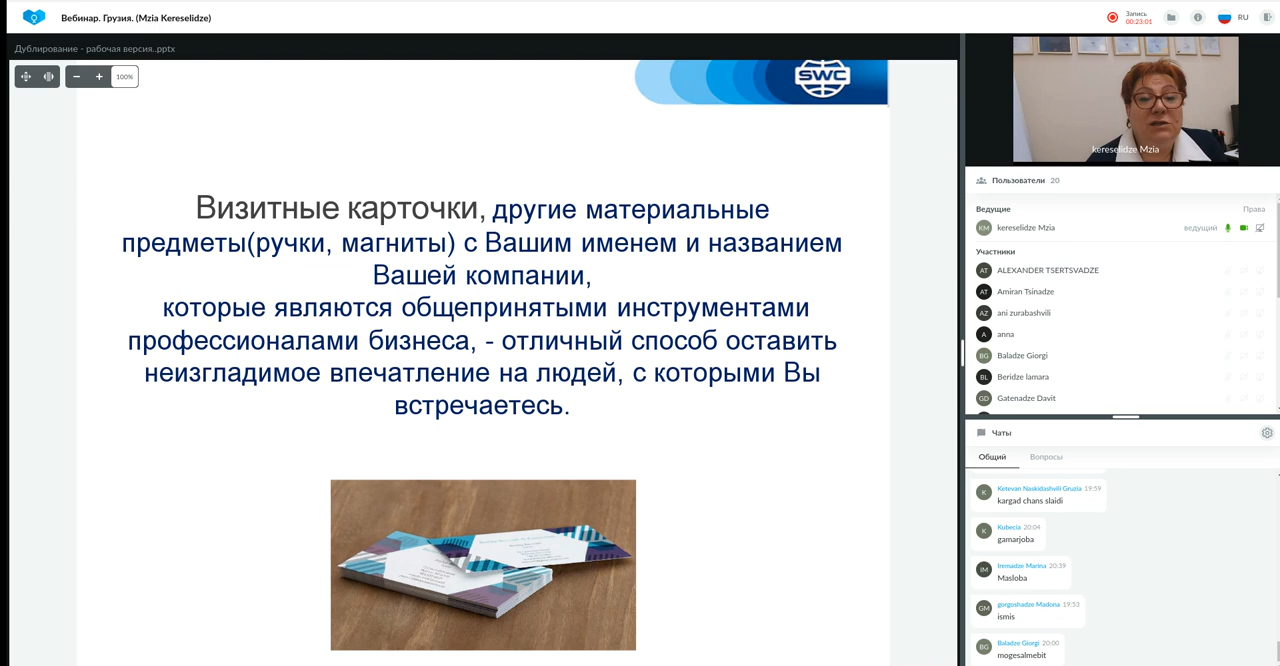 Вебинар. Грузия. (Mzia Kereselidze)
Запись
00:23:01
RU
Дублирование - рабочая версия..pptx
100%
SWC
Визитные карточки, другие материальные
предметы(ручки, магниты) с Вашим именем и названием
Вашей компании,
которые являются общепринятыми инструментами
профессионалами бизнеса, - отличный способ оставить
неизгладимое впечатление на людей, с которыми Вы
встречаетесь.
kereselidze Mzia
Пользователи 20
Ведущие Права
KM kereselidze Mzia ведущий
Участники
AT ALEXANDER TSERTSVADZE
AT Amiran Tsinadze
AZ ani zurabashvili
A anna
BG Baladze Giorgi
BL Beridze lamara
GD Gatenadze Davit
Чаты
Общий Вопросы
K Ketevan Naskidashvili Gruzia 19:59
kargad chans slaidi
K Kubecia 20:04
gamarjoba
IM Iremadze Marina 20:39
Masloba
GM gorgoshadze Madona 19:53
ismis
BG Baladze Giorgi 20:00
mogesalmebit